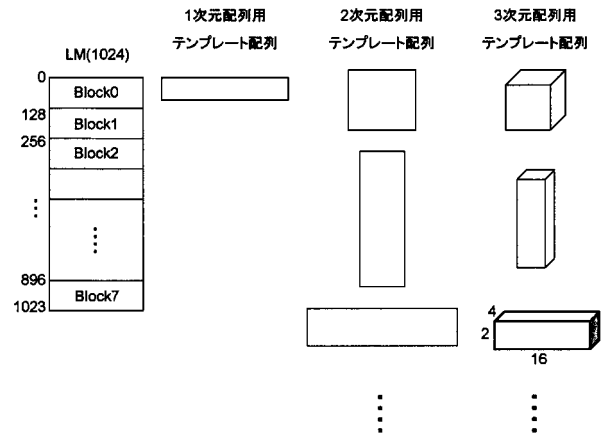 1次元配列用
テンプレート配列
2次元配列用
テンプレート配列
3次元配列用
テンプレート配列
LM(1024)
0
Block0
128
Block1
256
Block2
896
Block7
1023
4
2
16